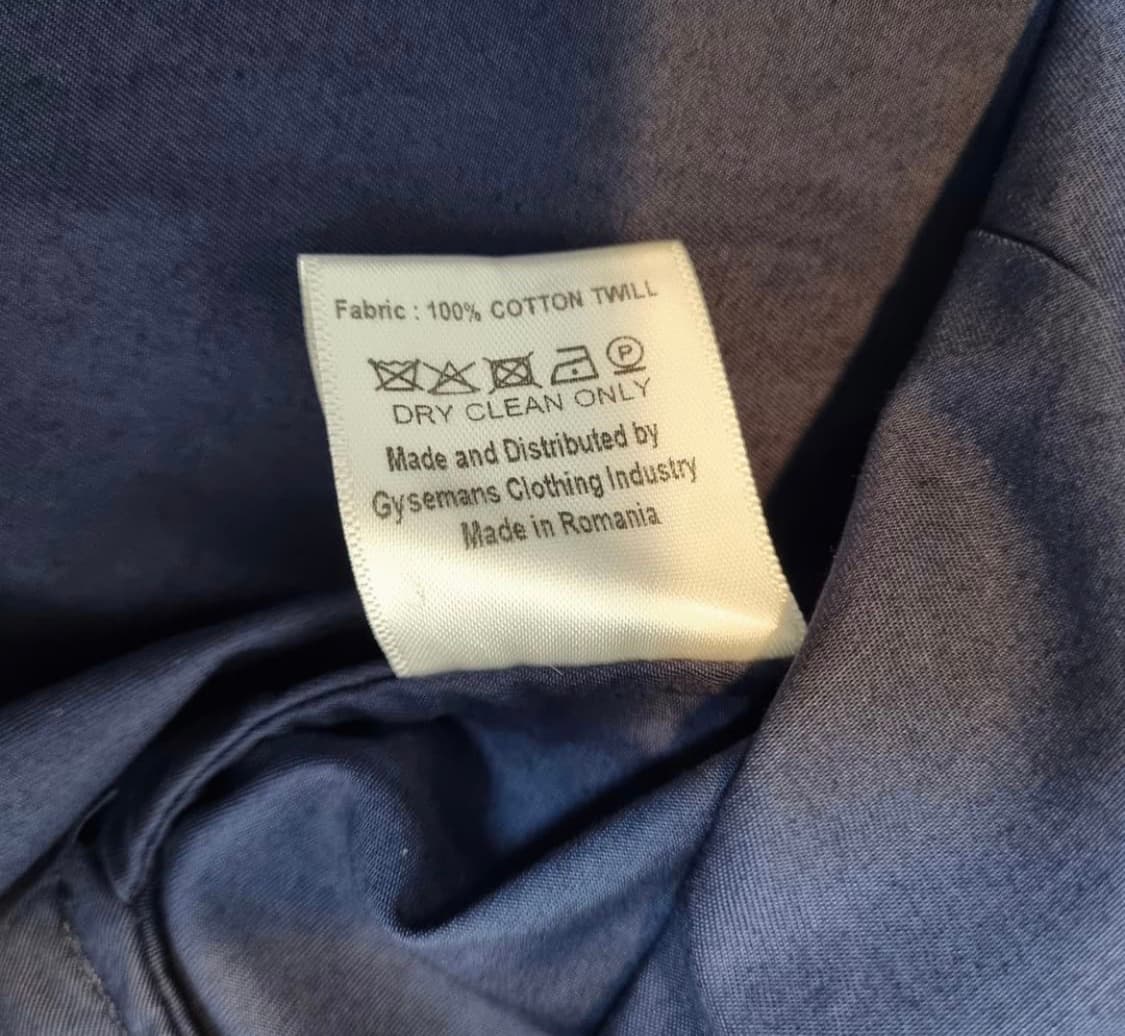 Fabric : 100% COTTON TWILL
P
DRY CLEAN ONLY
Made and Distributed by
Gysemans Clothing Industry
Made in Romania